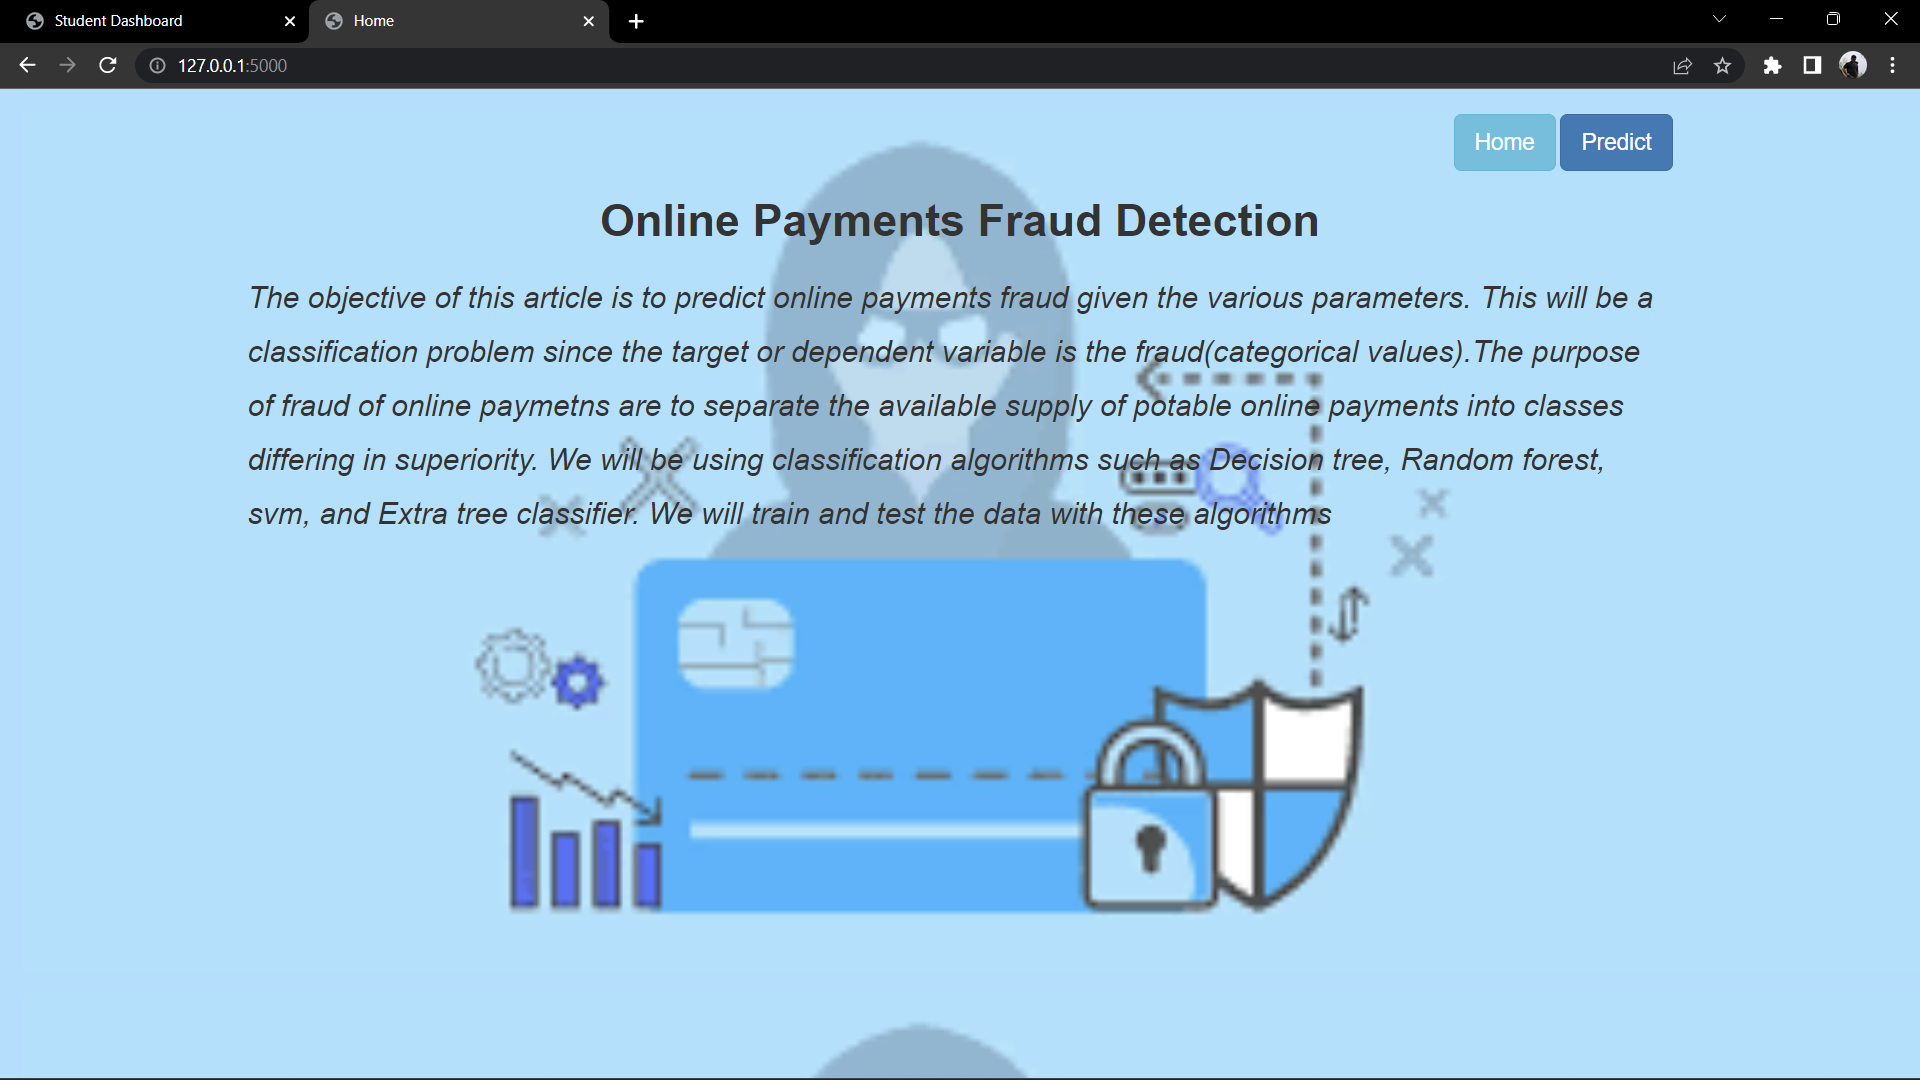 Student Dashboard
Home
127.0.0.1:5000
Home
Predict
Online Payments Fraud Detection
The objective of this article is to predict online payments fraud given the various parameters. This will be a
classification problem since the target or dependent variable is the fraud(categorical values).The purpose
of fraud of online paymetns are to separate the available supply of potable online payments into classes
differing in superiority. We will be using classification algorithms such as Decision tree, Random forest,
svm, and Extra tree classifier. We will train and test the data with these algorithms